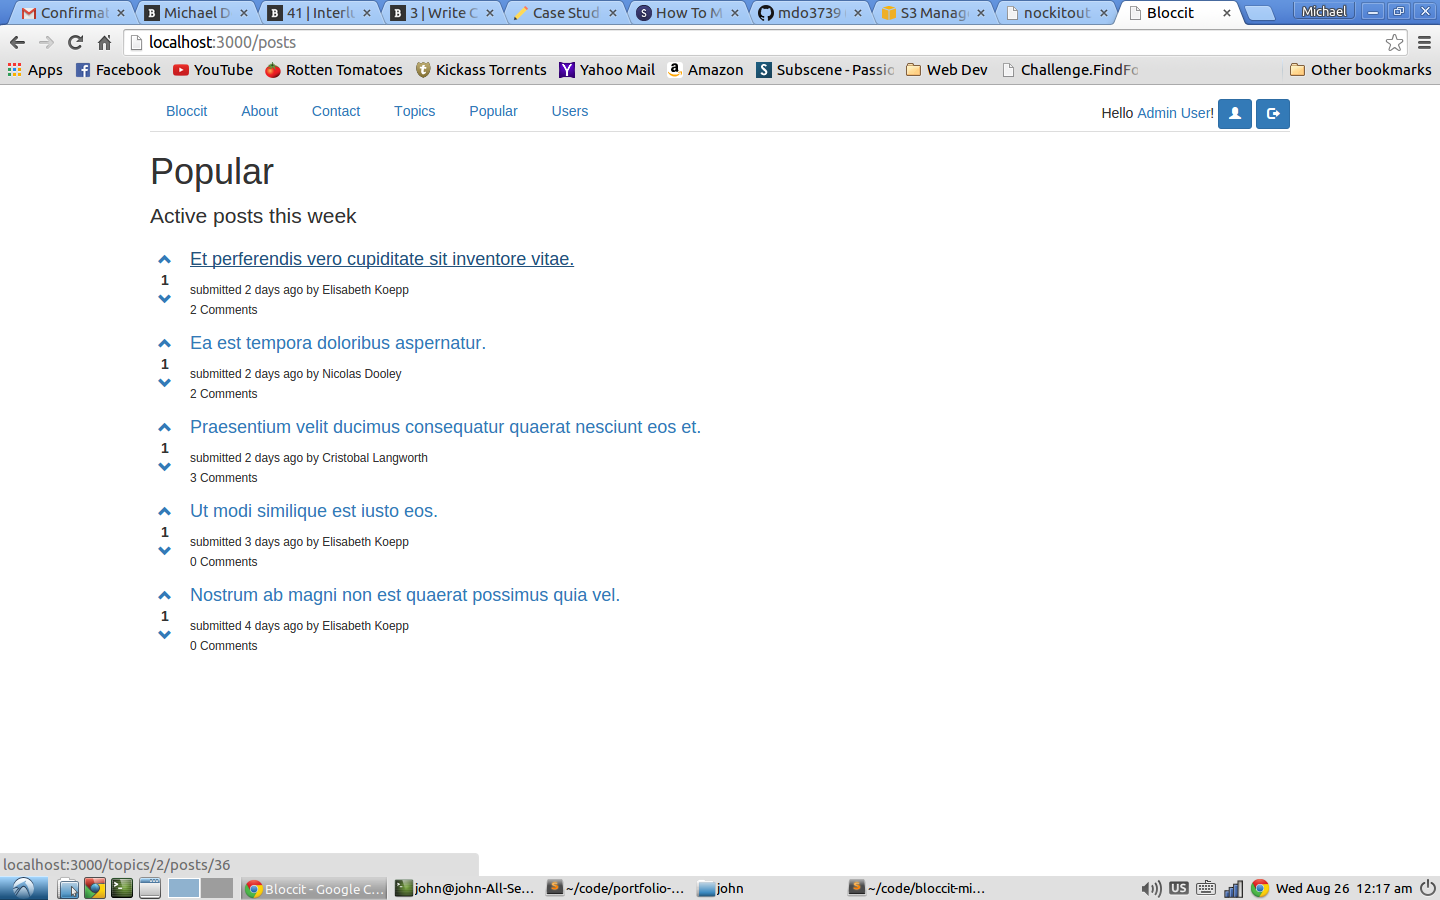 Confirmat
Michael D
41 | Interlu
3 | Write C
Case Stud
How To M
mdo3739
S3 Manag
nockitout
Bloccit
Michael
localhost:3000/posts
Apps
Facebook
YouTube
Rotten Tomatoes
Kickass Torrents
Yahoo Mail
Amazon
Subscene - Passic
Web Dev
Challenge.FindFo
Other bookmarks
Bloccit
About
Contact
Topics
Popular
Users
Hello Admin User!
Popular
Active posts this week
Et perferendis vero cupiditate sit inventore vitae.
1
submitted 2 days ago by Elisabeth Koepp
2 Comments
Ea est tempora doloribus aspernatur.
1
submitted 2 days ago by Nicolas Dooley
2 Comments
Praesentium velit ducimus consequatur quaerat nesciunt eos et.
1
submitted 2 days ago by Cristobal Langworth
3 Comments
Ut modi similique est iusto eos.
1
submitted 3 days ago by Elisabeth Koepp
0 Comments
Nostrum ab magni non est quaerat possimus quia vel.
1
submitted 4 days ago by Elisabeth Koepp
0 Comments
localhost:3000/topics/2/posts/36
Bloccit - Google C...
john@john-All-Se...
~/code/portfolio-...
john
~/code/bloccit-mi...
US
Wed Aug 26 12:17 am